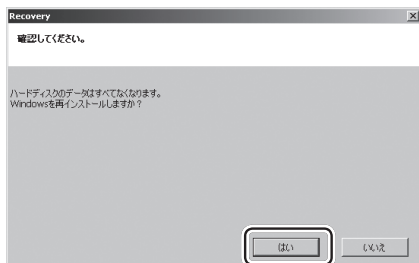 Recovery
確認してください。
ハードディスクのデータはすべてなくなります。
Windowsを再インストールしますか？
はい
いいえ